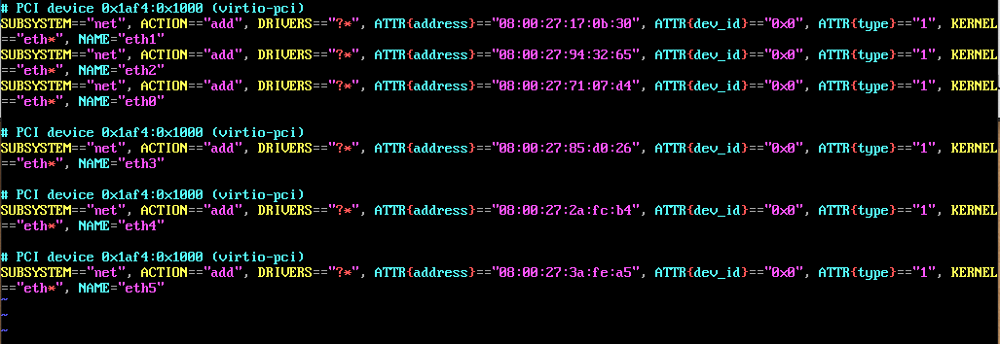 # PCI device 0x1af4:0x1000 (virtio-pci)
SUBSYSTEM=="net", ACTION=="add", DRIVERS=="?*", ATTR{address}=="08:00:27:17:0b:30", ATTR{dev_id}=="0x0", ATTR{type}=="1", KERNEL
=="eth*", NAME="eth1"
SUBSYSTEM=="net", ACTION=="add", DRIVERS=="?*", ATTR{address}=="08:00:27:94:32:65", ATTR{dev_id}=="0x0", ATTR{type}=="1", KERNEL
=="eth*", NAME="eth2"
SUBSYSTEM=="net", ACTION=="add", DRIVERS=="?*", ATTR{address}=="08:00:27:71:07:d4", ATTR{dev_id}=="0x0", ATTR{type}=="1", KERNEL
=="eth*", NAME="eth0"
# PCI device 0x1af4:0x1000 (virtio-pci)
SUBSYSTEM=="net", ACTION=="add", DRIVERS=="?*", ATTR{address}=="08:00:27:85:d0:26", ATTR{dev_id}=="0x0", ATTR{type}=="1", KERNEL
=="eth*", NAME="eth3"
# PCI device 0x1af4:0x1000 (virtio-pci)
SUBSYSTEM=="net", ACTION=="add", DRIVERS=="?*", ATTR{address}=="08:00:27:2a:fc:b4", ATTR{dev_id}=="0x0", ATTR{type}=="1", KERNEL
=="eth*", NAME="eth4"
# PCI device 0x1af4:0x1000 (virtio-pci)
SUBSYSTEM=="net", ACTION=="add", DRIVERS=="?*", ATTR{address}=="08:00:27:3a:fe:a5", ATTR{dev_id}=="0x0", ATTR{type}=="1", KERNEL
=="eth*", NAME="eth5"
~
~
~